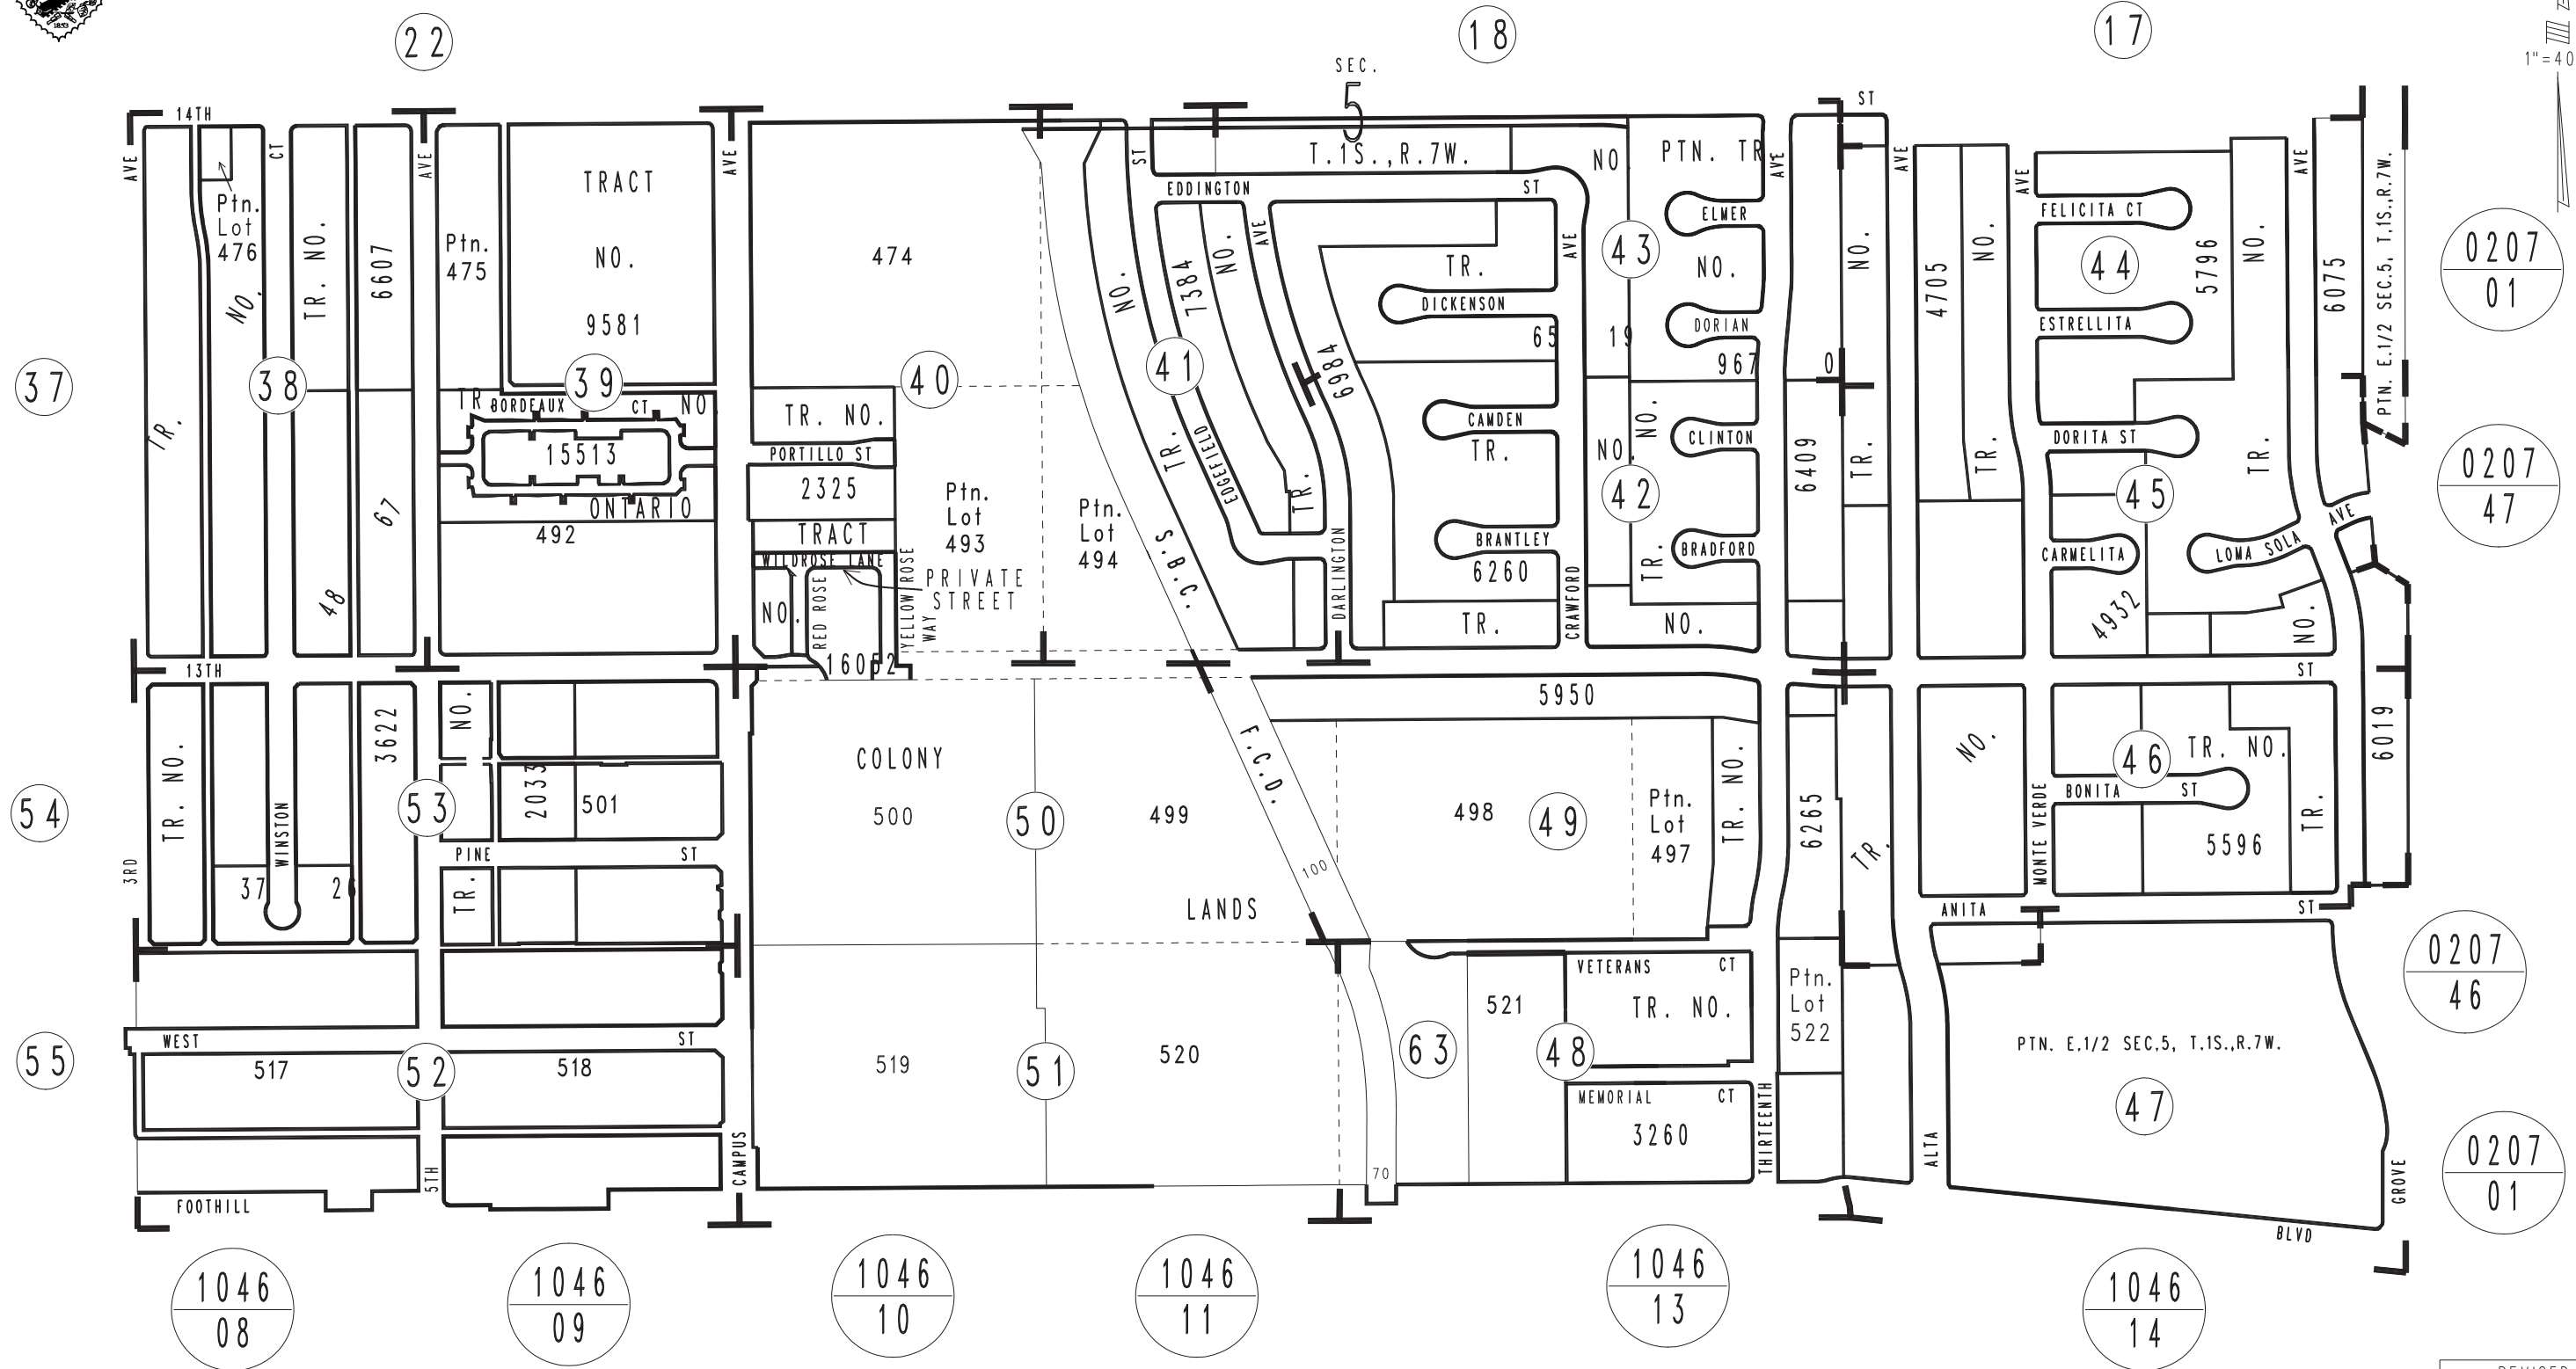 1853
22
18
17
1"=40
SEC.
5
14TH
ST
AVE
CT
AVE
AVE
ST
AVE
AVE
AVE
AVE
AVE
AVE
Ptn.
Lot
476
NO.
TR.
TR. NO.
6607
67
48
Ptn.
475
TRACT
NO.
9581
474
T.1S.,R.7W.
EDDINGTON
ST
NO
PTN. TR
ELMER
NO.
DORIAN
967
0
43
65
19
TR.
DICKENSON
6984
NO.
7384
NO.
TR.
NO.
4705
NO.
TR.
FELICITA CT
44
ESTRELLITA
5796
NO.
TR.
6075
PTN. E.1/2 SEC.5, T.1S.,R.7W.
0207
01
37
38
39
40
41
TR
BORDEAUX
CT
NO
15513
ONTARIO
492
TR. NO.
PORTILLO ST
2325
TRACT
WILDROSE LANE
NO.
RED ROSE
YELLOW ROSE
WAY
PRIVATE
STREET
16052
Ptn.
Lot
493
Ptn.
Lot
494
TR.
EDGEFIELD
S.B.C.
DARLINGTON
CAMDEN
TR.
BRANTLEY
6260
TR.
CRAWFORD
NO.
NO.
42
TR.
CLINTON
BRADFORD
NO.
6409
TR.
DORITA ST
45
CARMELITA
LOMA SOLA
AVE
4932
NO.
0207
47
13TH
ST
54
TR. NO.
3RD
WINSTON
37
26
3622
53
NO.
2033
501
PINE
ST
TR.
COLONY
500
50
499
LANDS
F.C.D.
100
5950
498
49
Ptn.
Lot
497
TR. NO.
6265
TR.
NO.
MONTE VERDE
46
TR. NO.
BONITA
ST
5596
TR.
6019
ANITA
ST
0207
46
55
WEST
ST
517
52
518
5TH
CAMPUS
519
51
520
63
521
48
VETERANS
CT
TR. NO.
MEMORIAL
CT
3260
70
THIRTEENTH
Ptn.
Lot
522
ALTA
PTN. E.1/2 SEC.5, T.1S.,R.7W.
47
GROVE
0207
01
FOOTHILL
BLVD
1046
08
1046
09
1046
10
1046
11
1046
13
1046
14